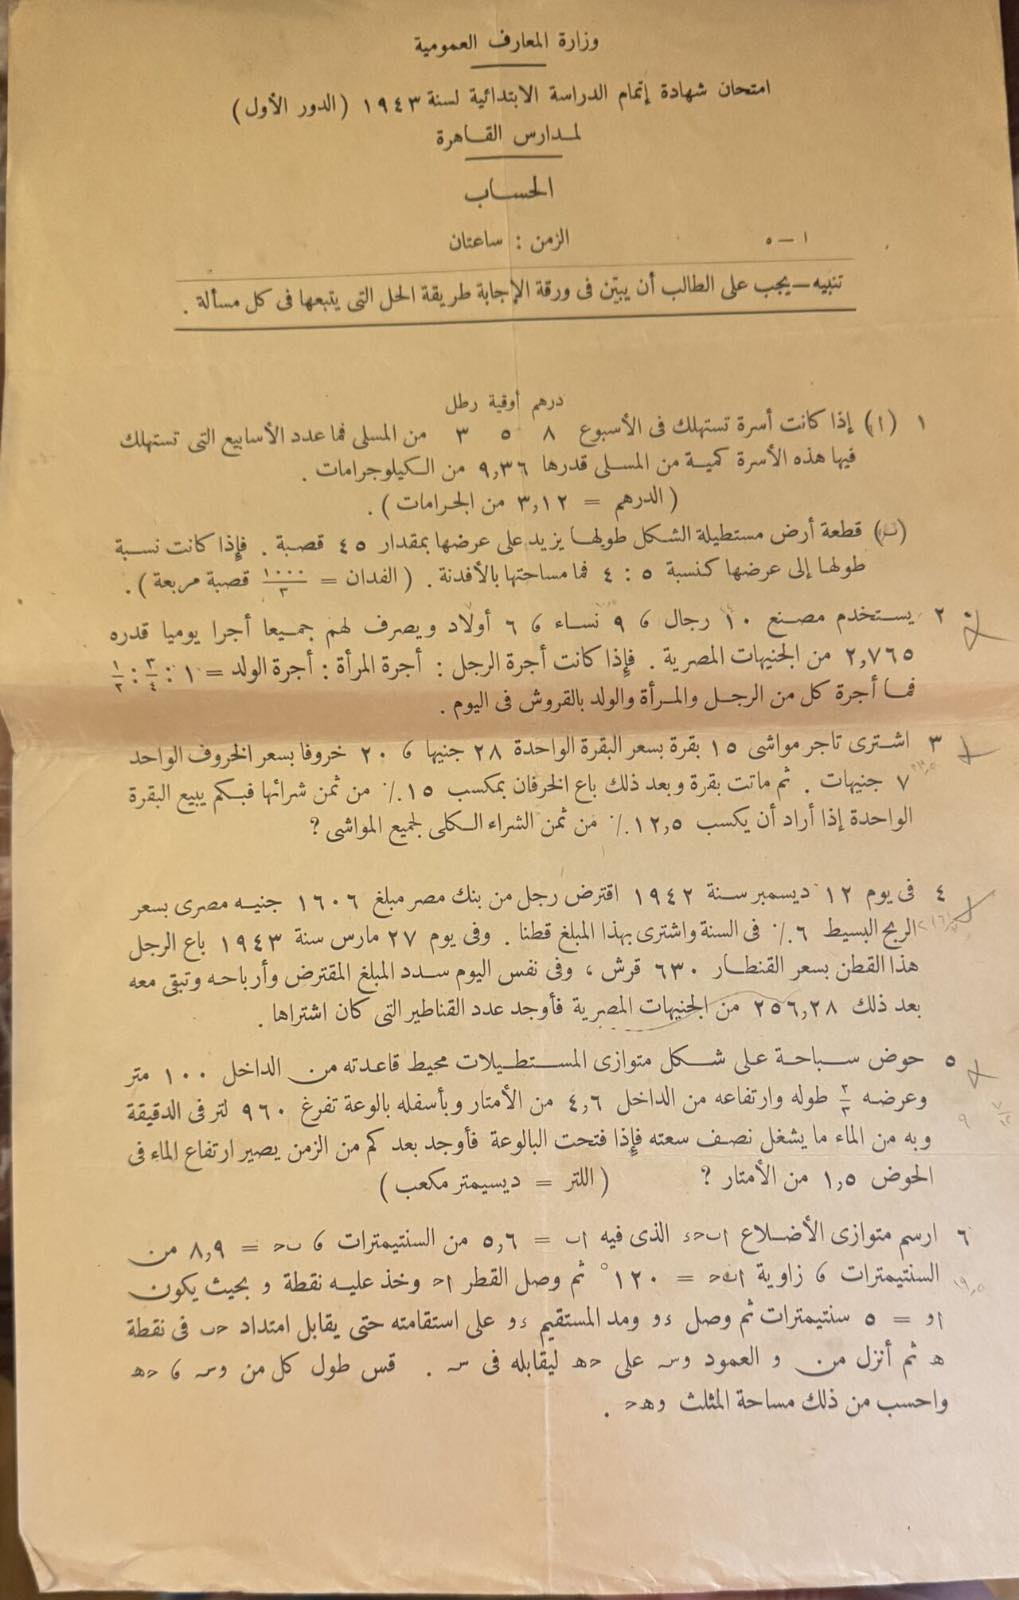 وزارة المعارف العمومية
امتحان شهادة إتمام الدراسة الابتدائية لسنة ١٩٤٣ (الدور الأول)
لمدارس القاهرة
الحساب
١ — ٥ الزمن : ساعتان
تنبيه — يجب على الطالب أن يبيّن فى ورقة الإجابة طريقة الحل التى يتبعها فى كل مسألة .
درهم أوقية رطل
١ (ا) إذا كانت أسرة تستهلك فى الأسبوع ٨ ٥ ٣ من المسلى فما عدد الأسابيع التى تستهلك
فيها هذه الأسرة كمية من المسلى قدرها ٩,٣٦ من الكيلوجرامات .
( الدرهم = ٣,١٢ من الجرامات ) .
(ب) قطعة أرض مستطيلة الشكل طولها يزيد على عرضها بمقدار ٤٥ قصبة . فإذا كانت نسبة
طولها إلى عرضها كنسبة ٥ : ٤ فما مساحتها بالأفدنة . ( الفدان = ١٠٠٠/٣ قصبة مربعة ) .
٢ يستخدم مصنع ١٠ رجال ، ٩ نساء ، ٦ أولاد ويصرف لهم جميعا أجرا يوميا قدره
٢,٧٦٥ من الجنيهات المصرية . فإذا كانت أجرة الرجل : أجرة المرأة : أجرة الولد = ١ : ٣/٤ : ١/٢
فما أجرة كل من الرجل والمرأة والولد بالقروش فى اليوم .
٣ اشترى تاجر مواشى ١٥ بقرة بسعر البقرة الواحدة ٢٨ جنيها ، ٢٠ خروفا بسعر الخروف الواحد
٧ جنيهات . ثم ماتت بقرة وبعد ذلك باع الخرفان بمكسب ١٥٪ من ثمن شرائها فبكم يبيع البقرة
الواحدة إذا أراد أن يكسب ١٢,٥٪ من ثمن الشراء الكلى لجميع المواشى ؟
٤ فى يوم ١٢ ديسمبر سنة ١٩٤٢ اقترض رجل من بنك مصر مبلغ ١٦٠٦ جنيه مصرى بسعر
الربح البسيط ٦٪ فى السنة واشترى بهذا المبلغ قطنا . وفى يوم ٢٧ مارس سنة ١٩٤٣ باع الرجل
هذا القطن بسعر القنطار ٦٣٠ قرش ، وفى نفس اليوم سدد المبلغ المقترض وأرباحه وتبقى معه
بعد ذلك ٢٥٦,٢٨ من الجنيهات المصرية فأوجد عدد القناطير التى كان اشتراها .
٥ حوض سباحة على شكل متوازى المستطيلات محيط قاعدته من الداخل ١٠٠ متر
وعرضه ٢/٣ طوله وارتفاعه من الداخل ٤,٦ من الأمتار وبأسفله بالوعة تفرغ ٩٦٠ لتر فى الدقيقة
وبه من الماء ما يشغل نصف سعته فإذا فتحت البالوعة فأوجد بعد كم من الزمن يصير ارتفاع الماء فى
الحوض ١,٥ من الأمتار ؟ ( اللتر = ديسيمتر مكعب )
٦ ارسم متوازى الأضلاع ابحء الذى فيه اب = ٥,٦ من السنتيمترات ، بح = ٨,٩ من
السنتيمترات ، زاوية ابح = ١٢٠° ثم وصل القطر اح وخذ عليه نقطة و بحيث يكون
او = ٥ سنتيمترات ثم وصل ءو ومد المستقيم ءو على استقامته حتى يقابل امتداد حب فى نقطة
ه ثم أنزل من و العمود وس على حه ليقابله فى س . قس طول كل من وس ، حه
واحسب من ذلك مساحة المثلث وهح .